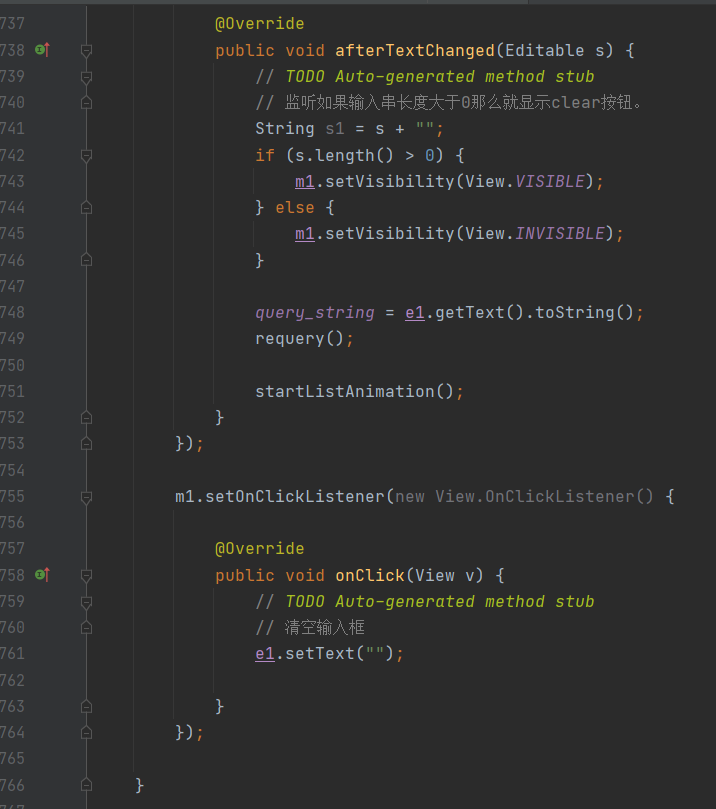 737 @Override
738 public void afterTextChanged(Editable s) {
739 // TODO Auto-generated method stub
740 // 监听如果输入串长度大于0那么就显示clear按钮。
741 String s1 = s + "";
742 if (s.length() > 0) {
743 m1.setVisibility(View.VISIBLE);
744 } else {
745 m1.setVisibility(View.INVISIBLE);
746 }
747
748 query_string = e1.getText().toString();
749 requery();
750
751 startListAnimation();
752 }
753 });
754
755 m1.setOnClickListener(new View.OnClickListener() {
756
757 @Override
758 public void onClick(View v) {
759 // TODO Auto-generated method stub
760 // 清空输入框
761 e1.setText("");
762
763 }
764 });
765
766 }